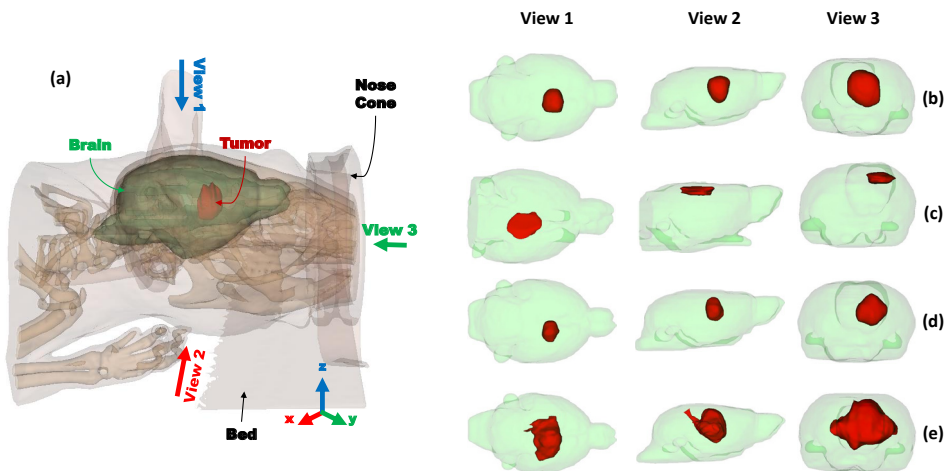 View 1
View 2
View 3
(a)
View 1
Nose
Cone
Brain
Tumor
View 3
View 2
z
x
y
Bed
(b)
(c)
(d)
(e)